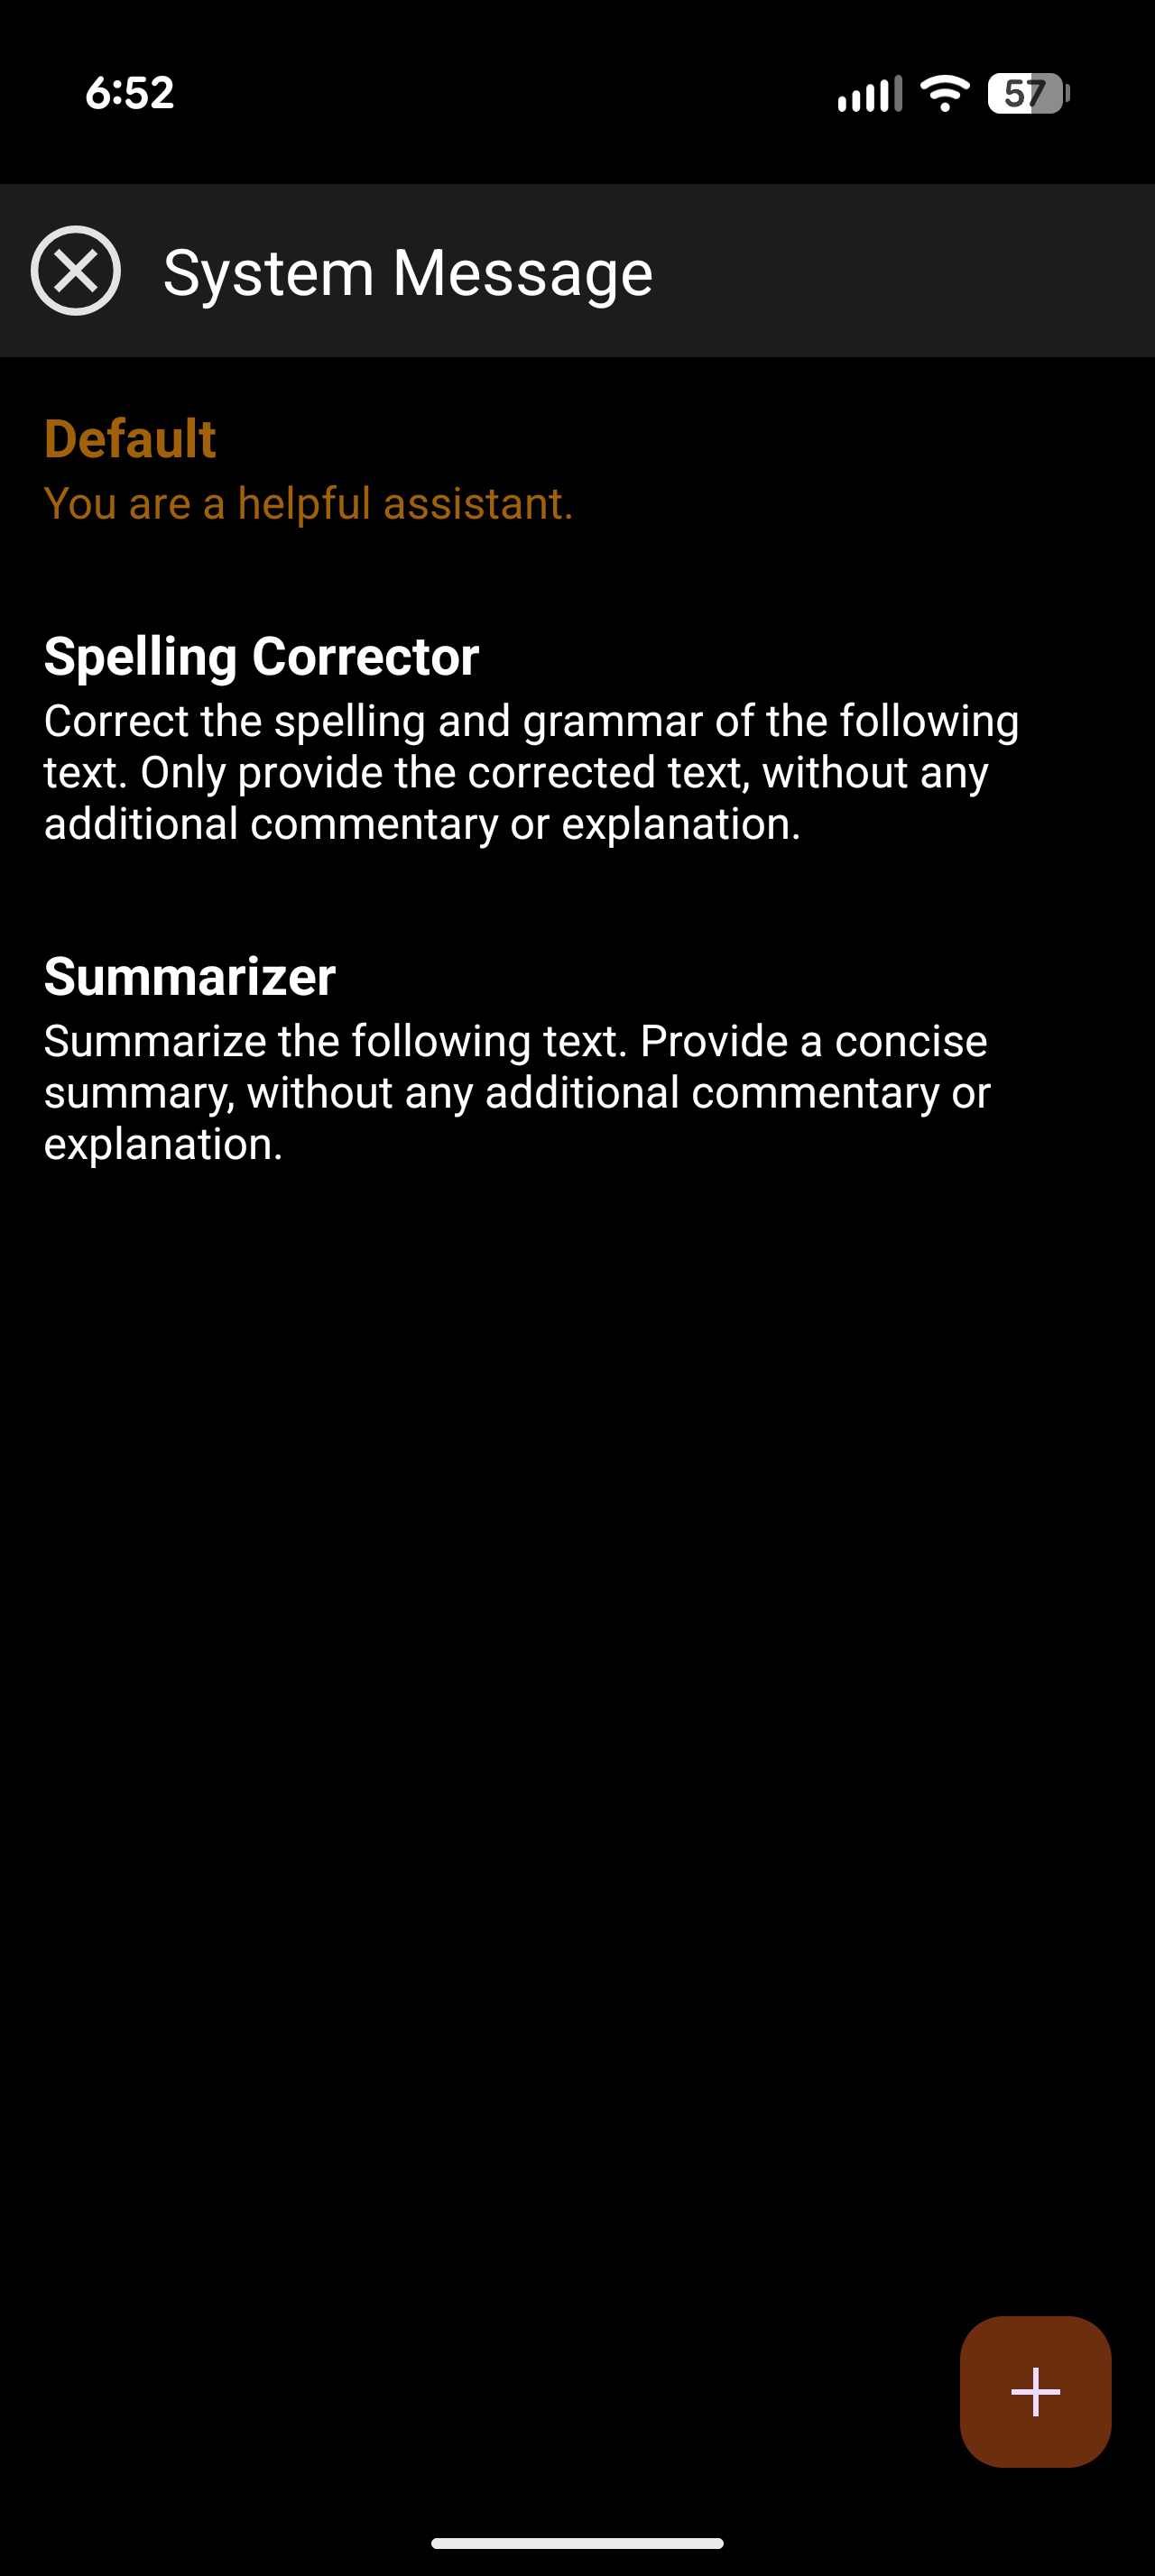 6:52
57
System Message
Default
You are a helpful assistant.
Spelling Corrector
Correct the spelling and grammar of the following
text. Only provide the corrected text, without any
additional commentary or explanation.
Summarizer
Summarize the following text. Provide a concise
summary, without any additional commentary or
explanation.